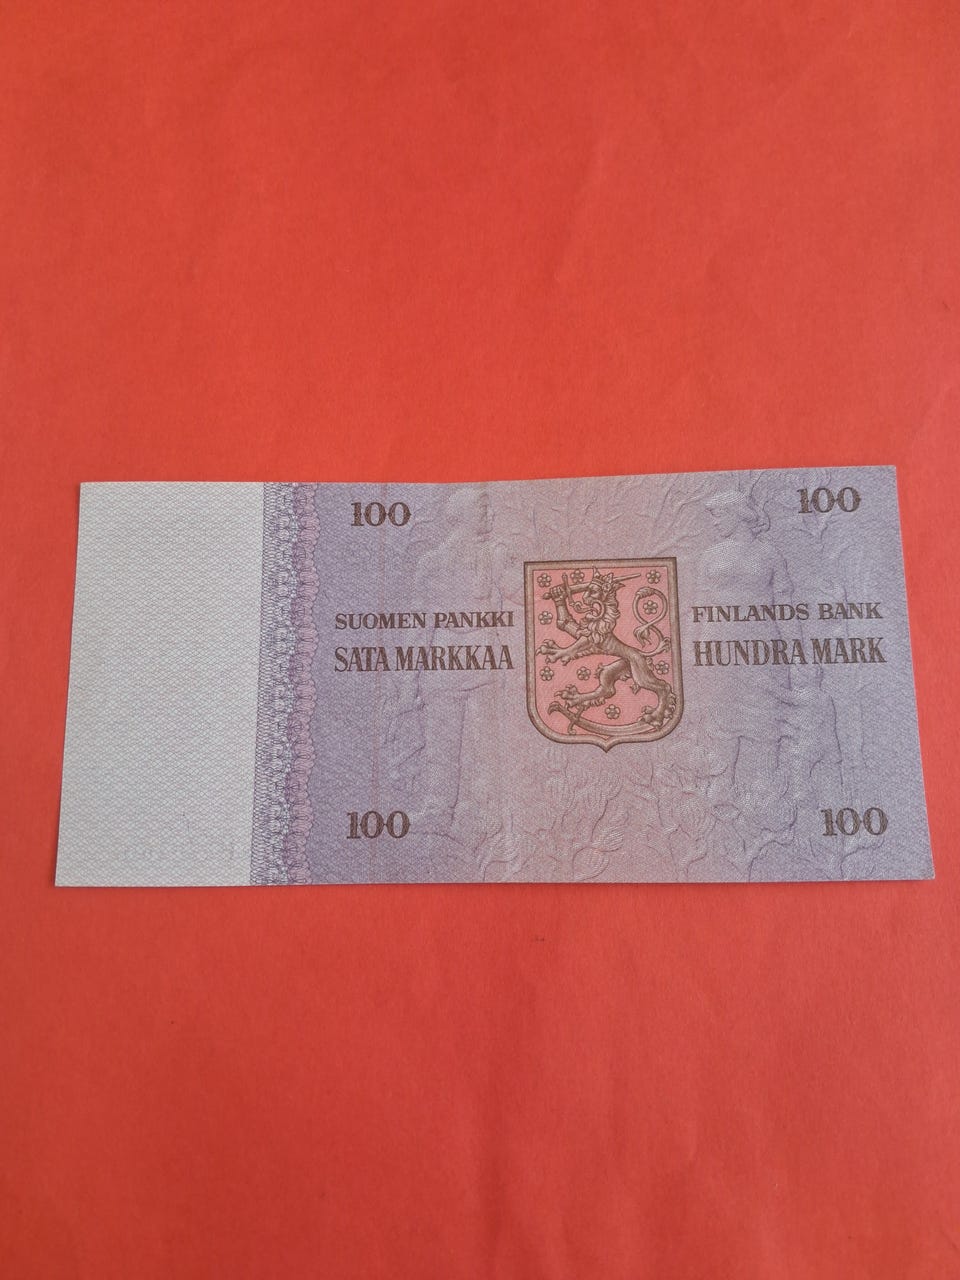 100 100
SUOMEN PANKKI FINLANDS BANK
SATA MARKKAA HUNDRA MARK
100 100